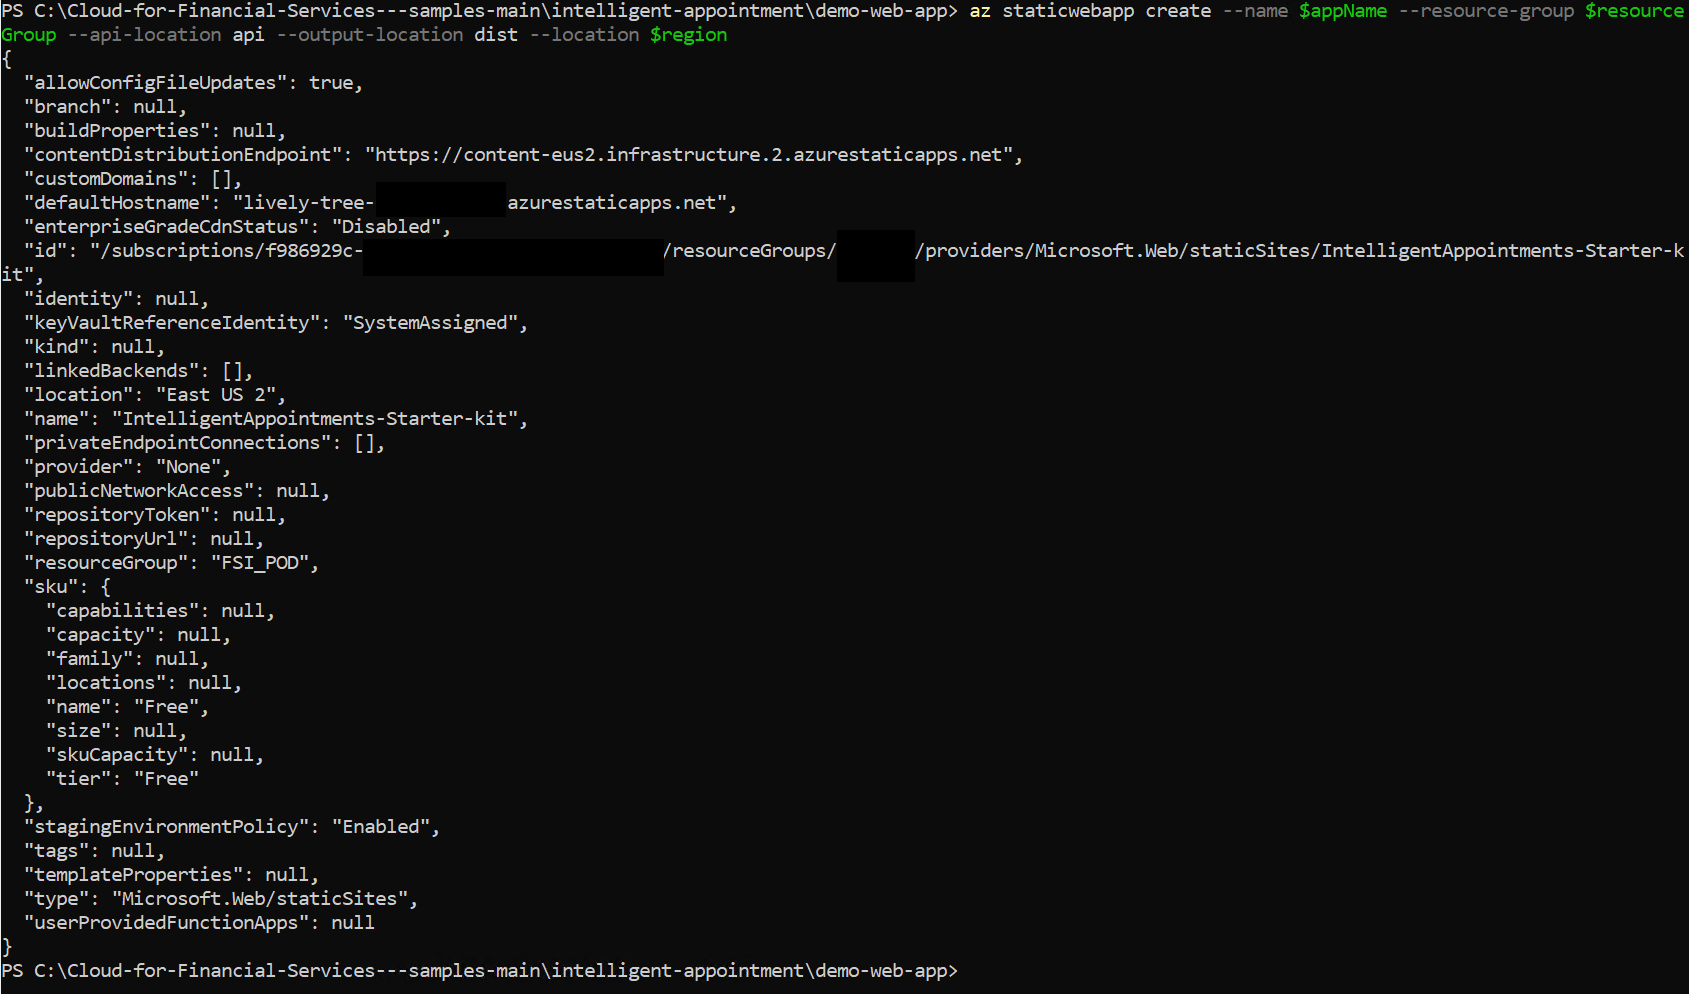 PS C:\Cloud-for-Financial-Services---samples-main\intelligent-appointment\demo-web-app> az staticwebapp create --name $appName --resource-group $resource
Group --api-location api --output-location dist --location $region
{
  "allowConfigFileUpdates": true,
  "branch": null,
  "buildProperties": null,
  "contentDistributionEndpoint": "https://content-eus2.infrastructure.2.azurestaticapps.net",
  "customDomains": [],
  "defaultHostname": "lively-tree- azurestaticapps.net",
  "enterpriseGradeCdnStatus": "Disabled",
  "id": "/subscriptions/f986929c- /resourceGroups/ /providers/Microsoft.Web/staticSites/IntelligentAppointments-Starter-k
it",
  "identity": null,
  "keyVaultReferenceIdentity": "SystemAssigned",
  "kind": null,
  "linkedBackends": [],
  "location": "East US 2",
  "name": "IntelligentAppointments-Starter-kit",
  "privateEndpointConnections": [],
  "provider": "None",
  "publicNetworkAccess": null,
  "repositoryToken": null,
  "repositoryUrl": null,
  "resourceGroup": "FSI_POD",
  "sku": {
    "capabilities": null,
    "capacity": null,
    "family": null,
    "locations": null,
    "name": "Free",
    "size": null,
    "skuCapacity": null,
    "tier": "Free"
  },
  "stagingEnvironmentPolicy": "Enabled",
  "tags": null,
  "templateProperties": null,
  "type": "Microsoft.Web/staticSites",
  "userProvidedFunctionApps": null
}
PS C:\Cloud-for-Financial-Services---samples-main\intelligent-appointment\demo-web-app>